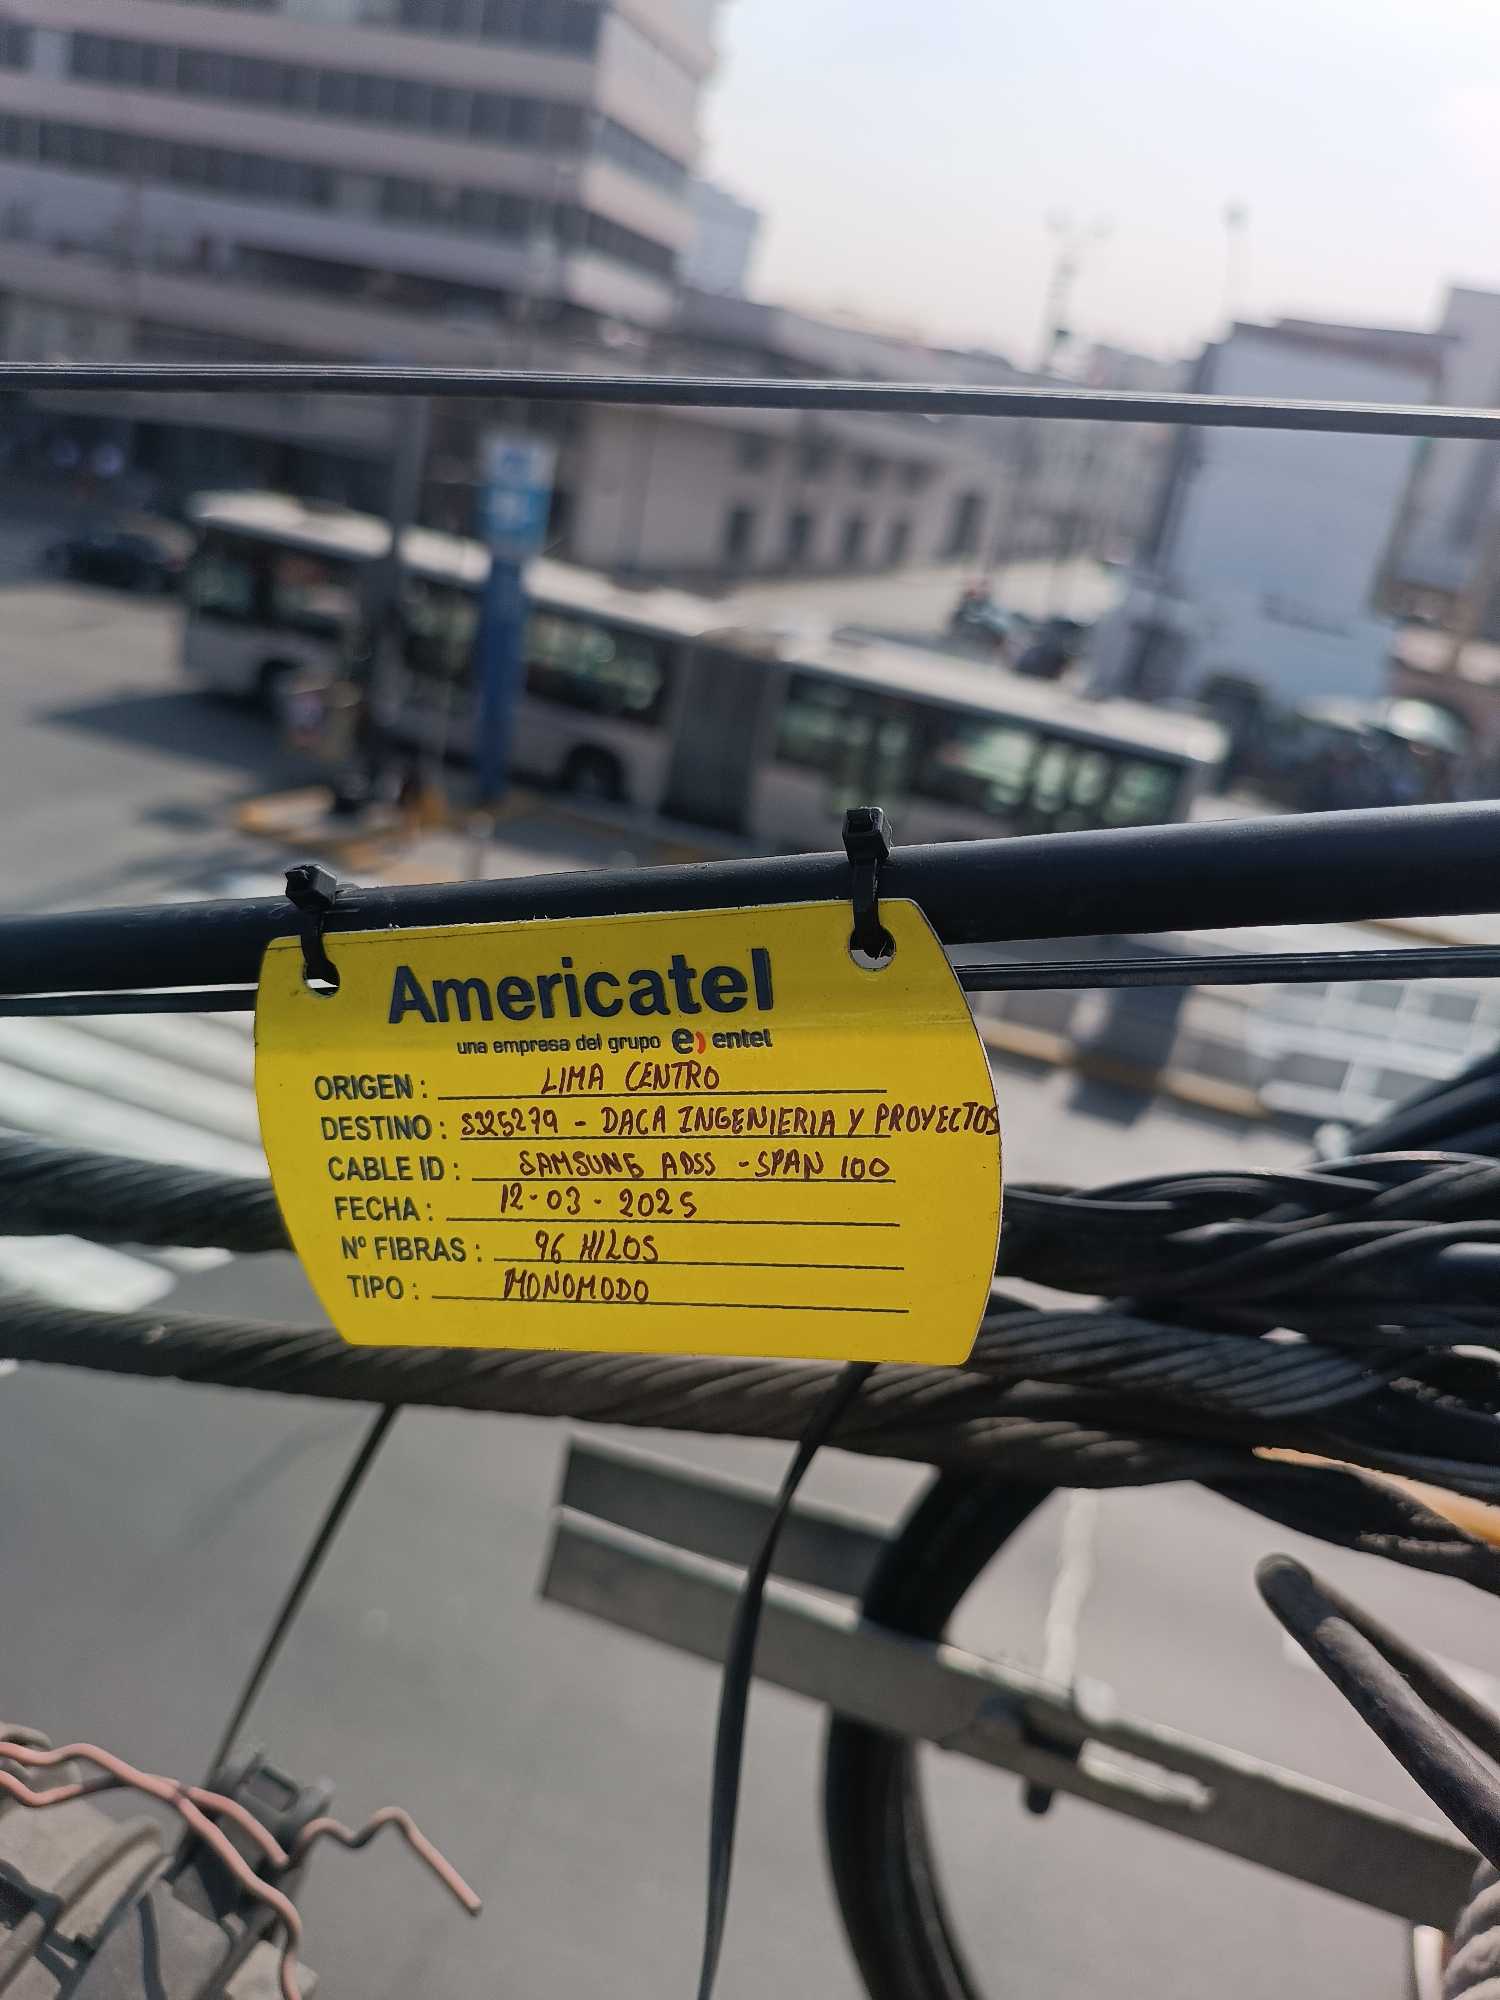 Americatel
una empresa del grupo e) entel
ORIGEN : LIMA CENTRO
DESTINO : S325279 - DACA INGENIERIA Y PROYECTOS
CABLE ID : SAMSUNG ADSS - SPAN 100
FECHA : 12-03-2025
Nº FIBRAS : 96 HILOS
TIPO : MONOMODO